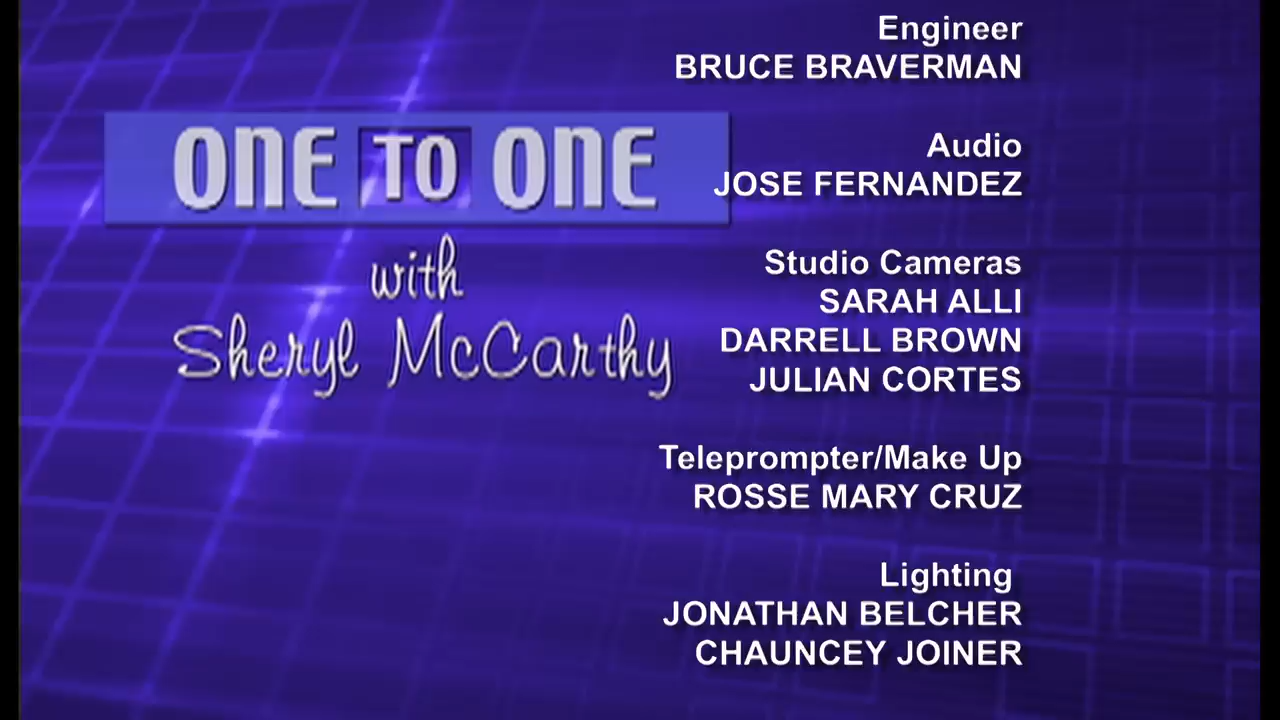 ONE TO ONE
with
Sheryl McCarthy
Engineer
BRUCE BRAVERMAN
Audio
JOSE FERNANDEZ
Studio Cameras
SARAH ALLI
DARRELL BROWN
JULIAN CORTES
Teleprompter/Make Up
ROSSE MARY CRUZ
Lighting
JONATHAN BELCHER
CHAUNCEY JOINER